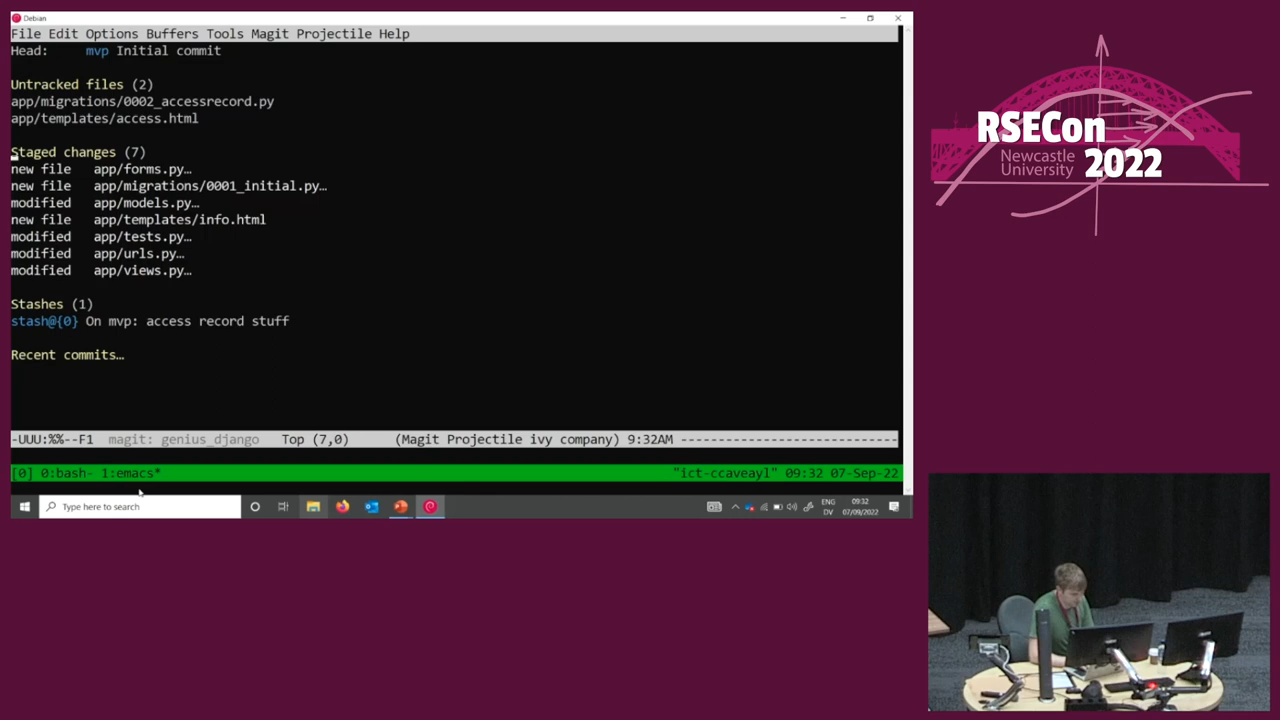 Debian
File Edit Options Buffers Tools Magit Projectile Help
Head: mvp Initial commit
Untracked files (2)
app/migrations/0002_accessrecord.py
app/templates/access.html
Staged changes (7)
new file app/forms.py…
new file app/migrations/0001_initial.py…
modified app/models.py…
new file app/templates/info.html
modified app/tests.py…
modified app/urls.py…
modified app/views.py…
Stashes (1)
stash@{0} On mvp: access record stuff
Recent commits…
-UUU:%%--F1 magit: genius_django Top (7,0) (Magit Projectile ivy company) 9:32AM -----------------------------
[0] 0:bash- 1:emacs* "ict-ccaveayl" 09:32 07-Sep-22
Type here to search
ENG
DV
09:32
07/09/2022
RSECon
Newcastle
University
2022